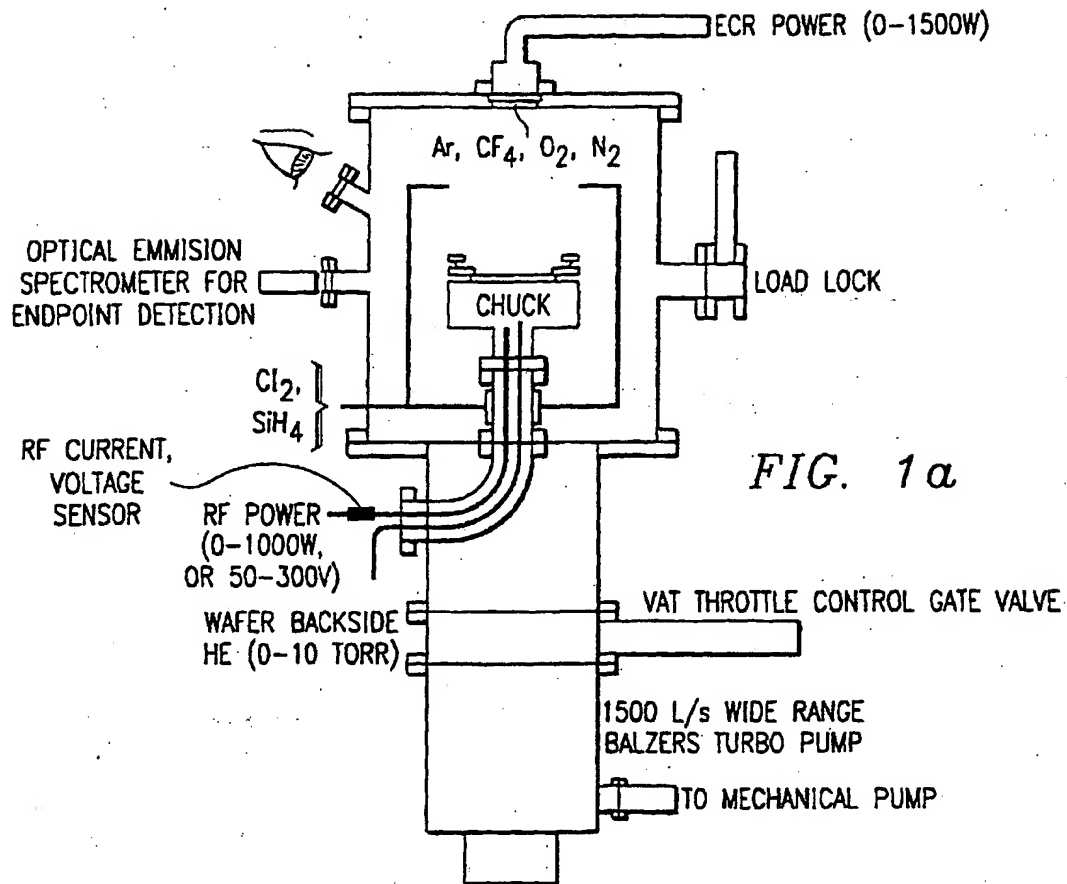 ECR POWER (0-1500W)
Ar, CF4, O2, N2
OPTICAL EMMISION
SPECTROMETER FOR
ENDPOINT DETECTION
CHUCK
LOAD LOCK
Cl2,
SiH4
RF CURRENT,
VOLTAGE
SENSOR
RF POWER
(0-1000W,
OR 50-300V)
FIG. 1a
WAFER BACKSIDE
HE (0-10 TORR)
VAT THROTTLE CONTROL GATE VALVE
1500 L/s WIDE RANGE
BALZERS TURBO PUMP
TO MECHANICAL PUMP